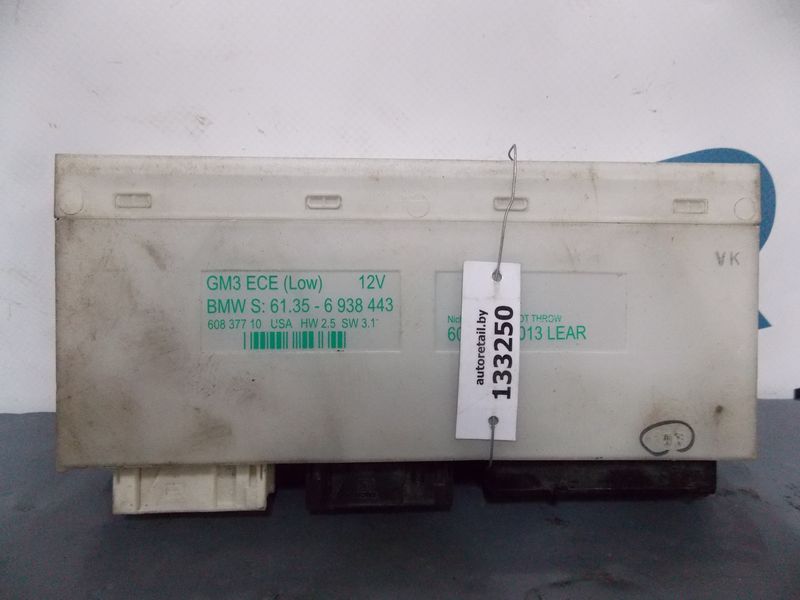 GM3 ECE (Low) 12V
BMW S: 61.35 - 6 938 443
608 377 10 USA HW 2.5 SW 3.1
OT THROW
013 LEAR
autoretail.by
133250
VK